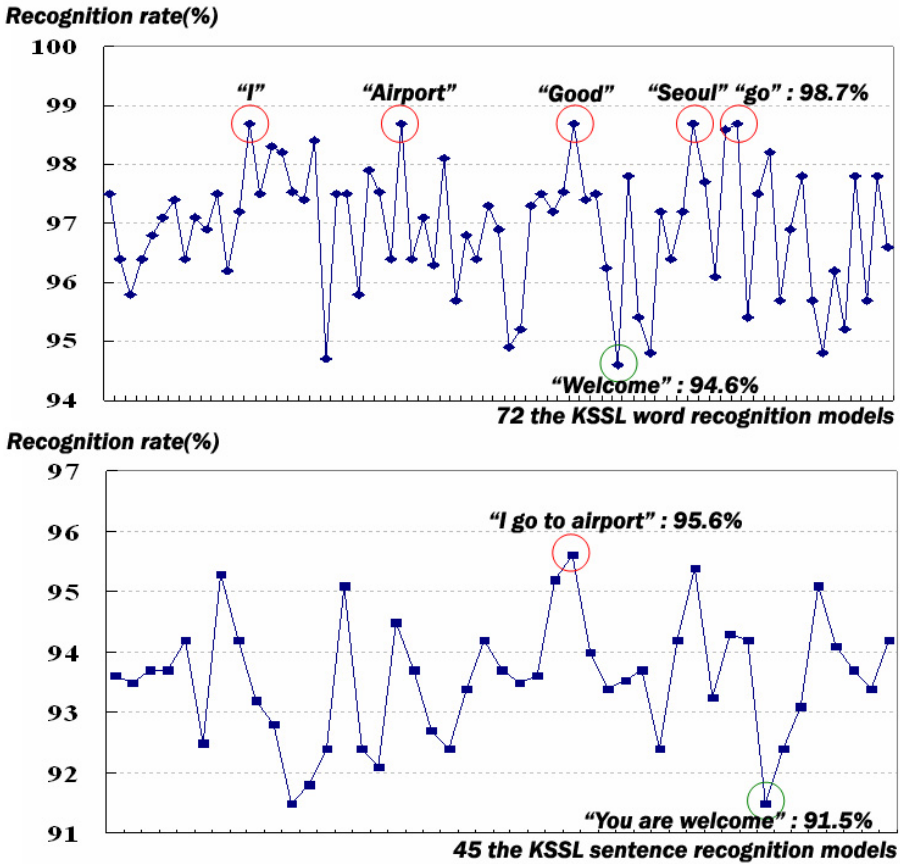 Recognition rate(%)
100
“I” “Airport” “Good” “Seoul” “go” : 98.7%
99
98
97
96
95
“Welcome” : 94.6%
94
72 the KSSL word recognition models
Recognition rate(%)
97
“I go to airport” : 95.6%
96
95
94
93
92
“You are welcome” : 91.5%
91
45 the KSSL sentence recognition models